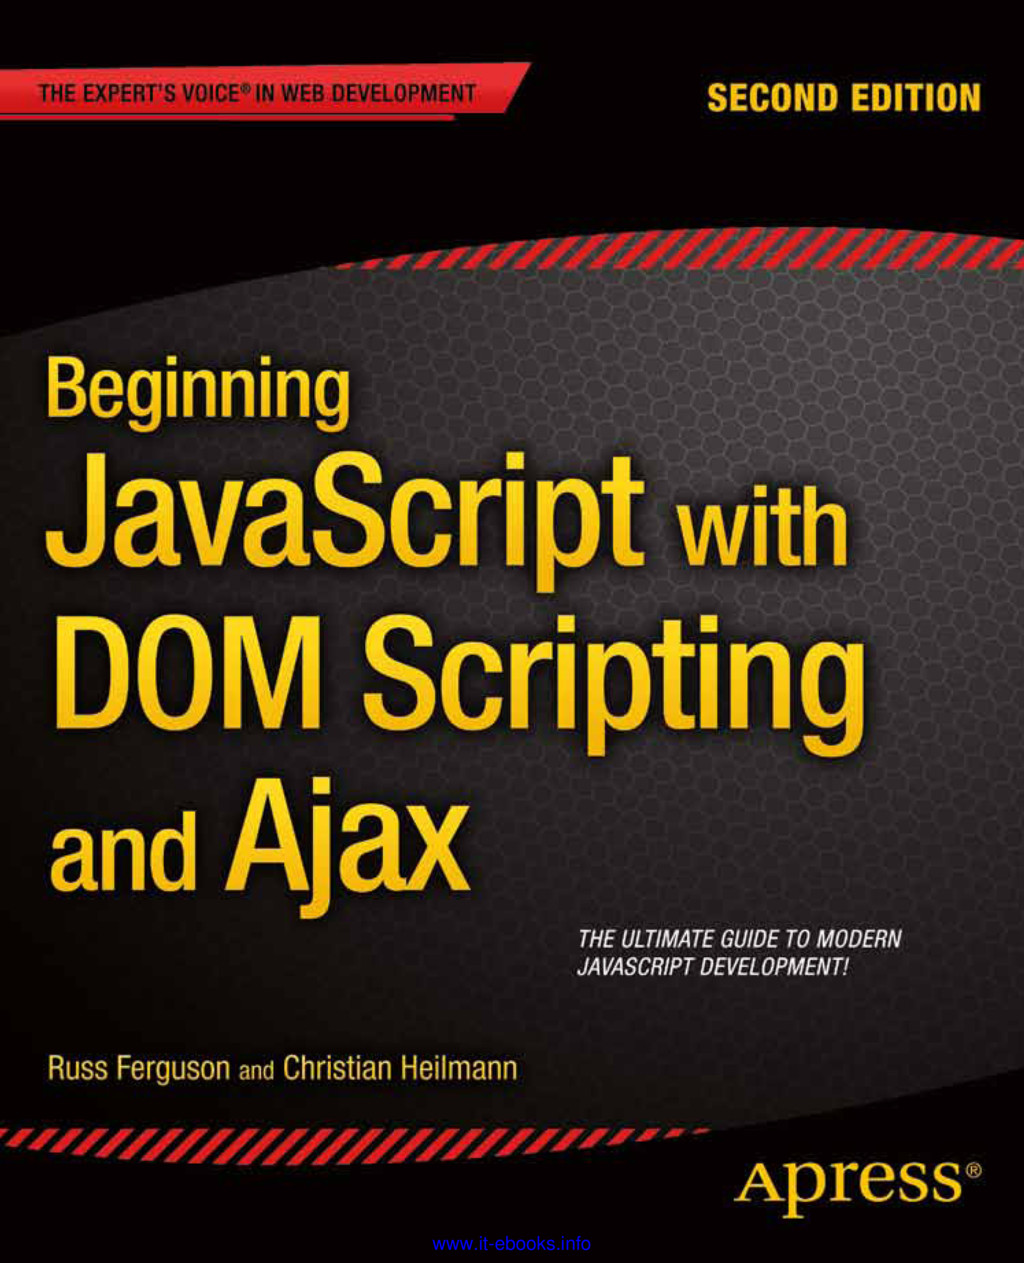 THE EXPERT'S VOICE® IN WEB DEVELOPMENT
SECOND EDITION
Beginning
JavaScript with
DOM Scripting
and Ajax
THE ULTIMATE GUIDE TO MODERN
JAVASCRIPT DEVELOPMENT!
Russ Ferguson and Christian Heilmann
Apress®
www.it-ebooks.info